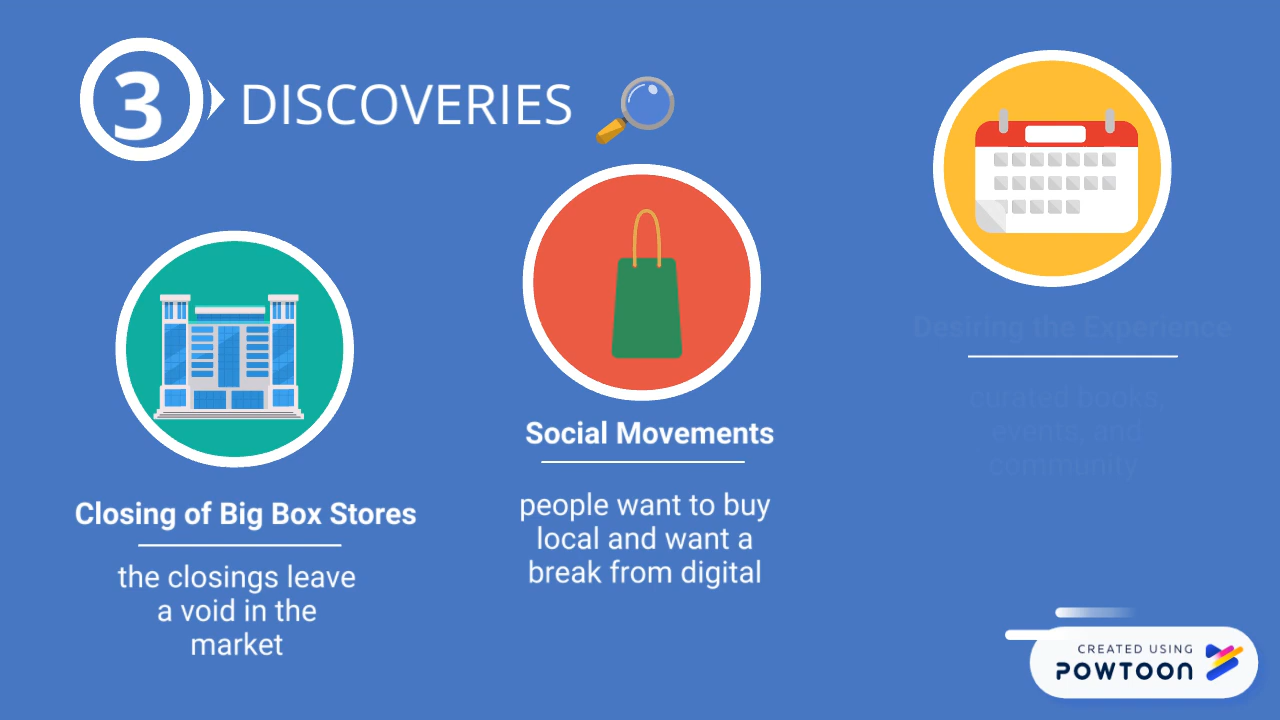 3 DISCOVERIES
Closing of Big Box Stores
the closings leave
a void in the
market
Social Movements
people want to buy
local and want a
break from digital
Desiring the Experience
curated books,
events, and
community
CREATED USING
POWTOON